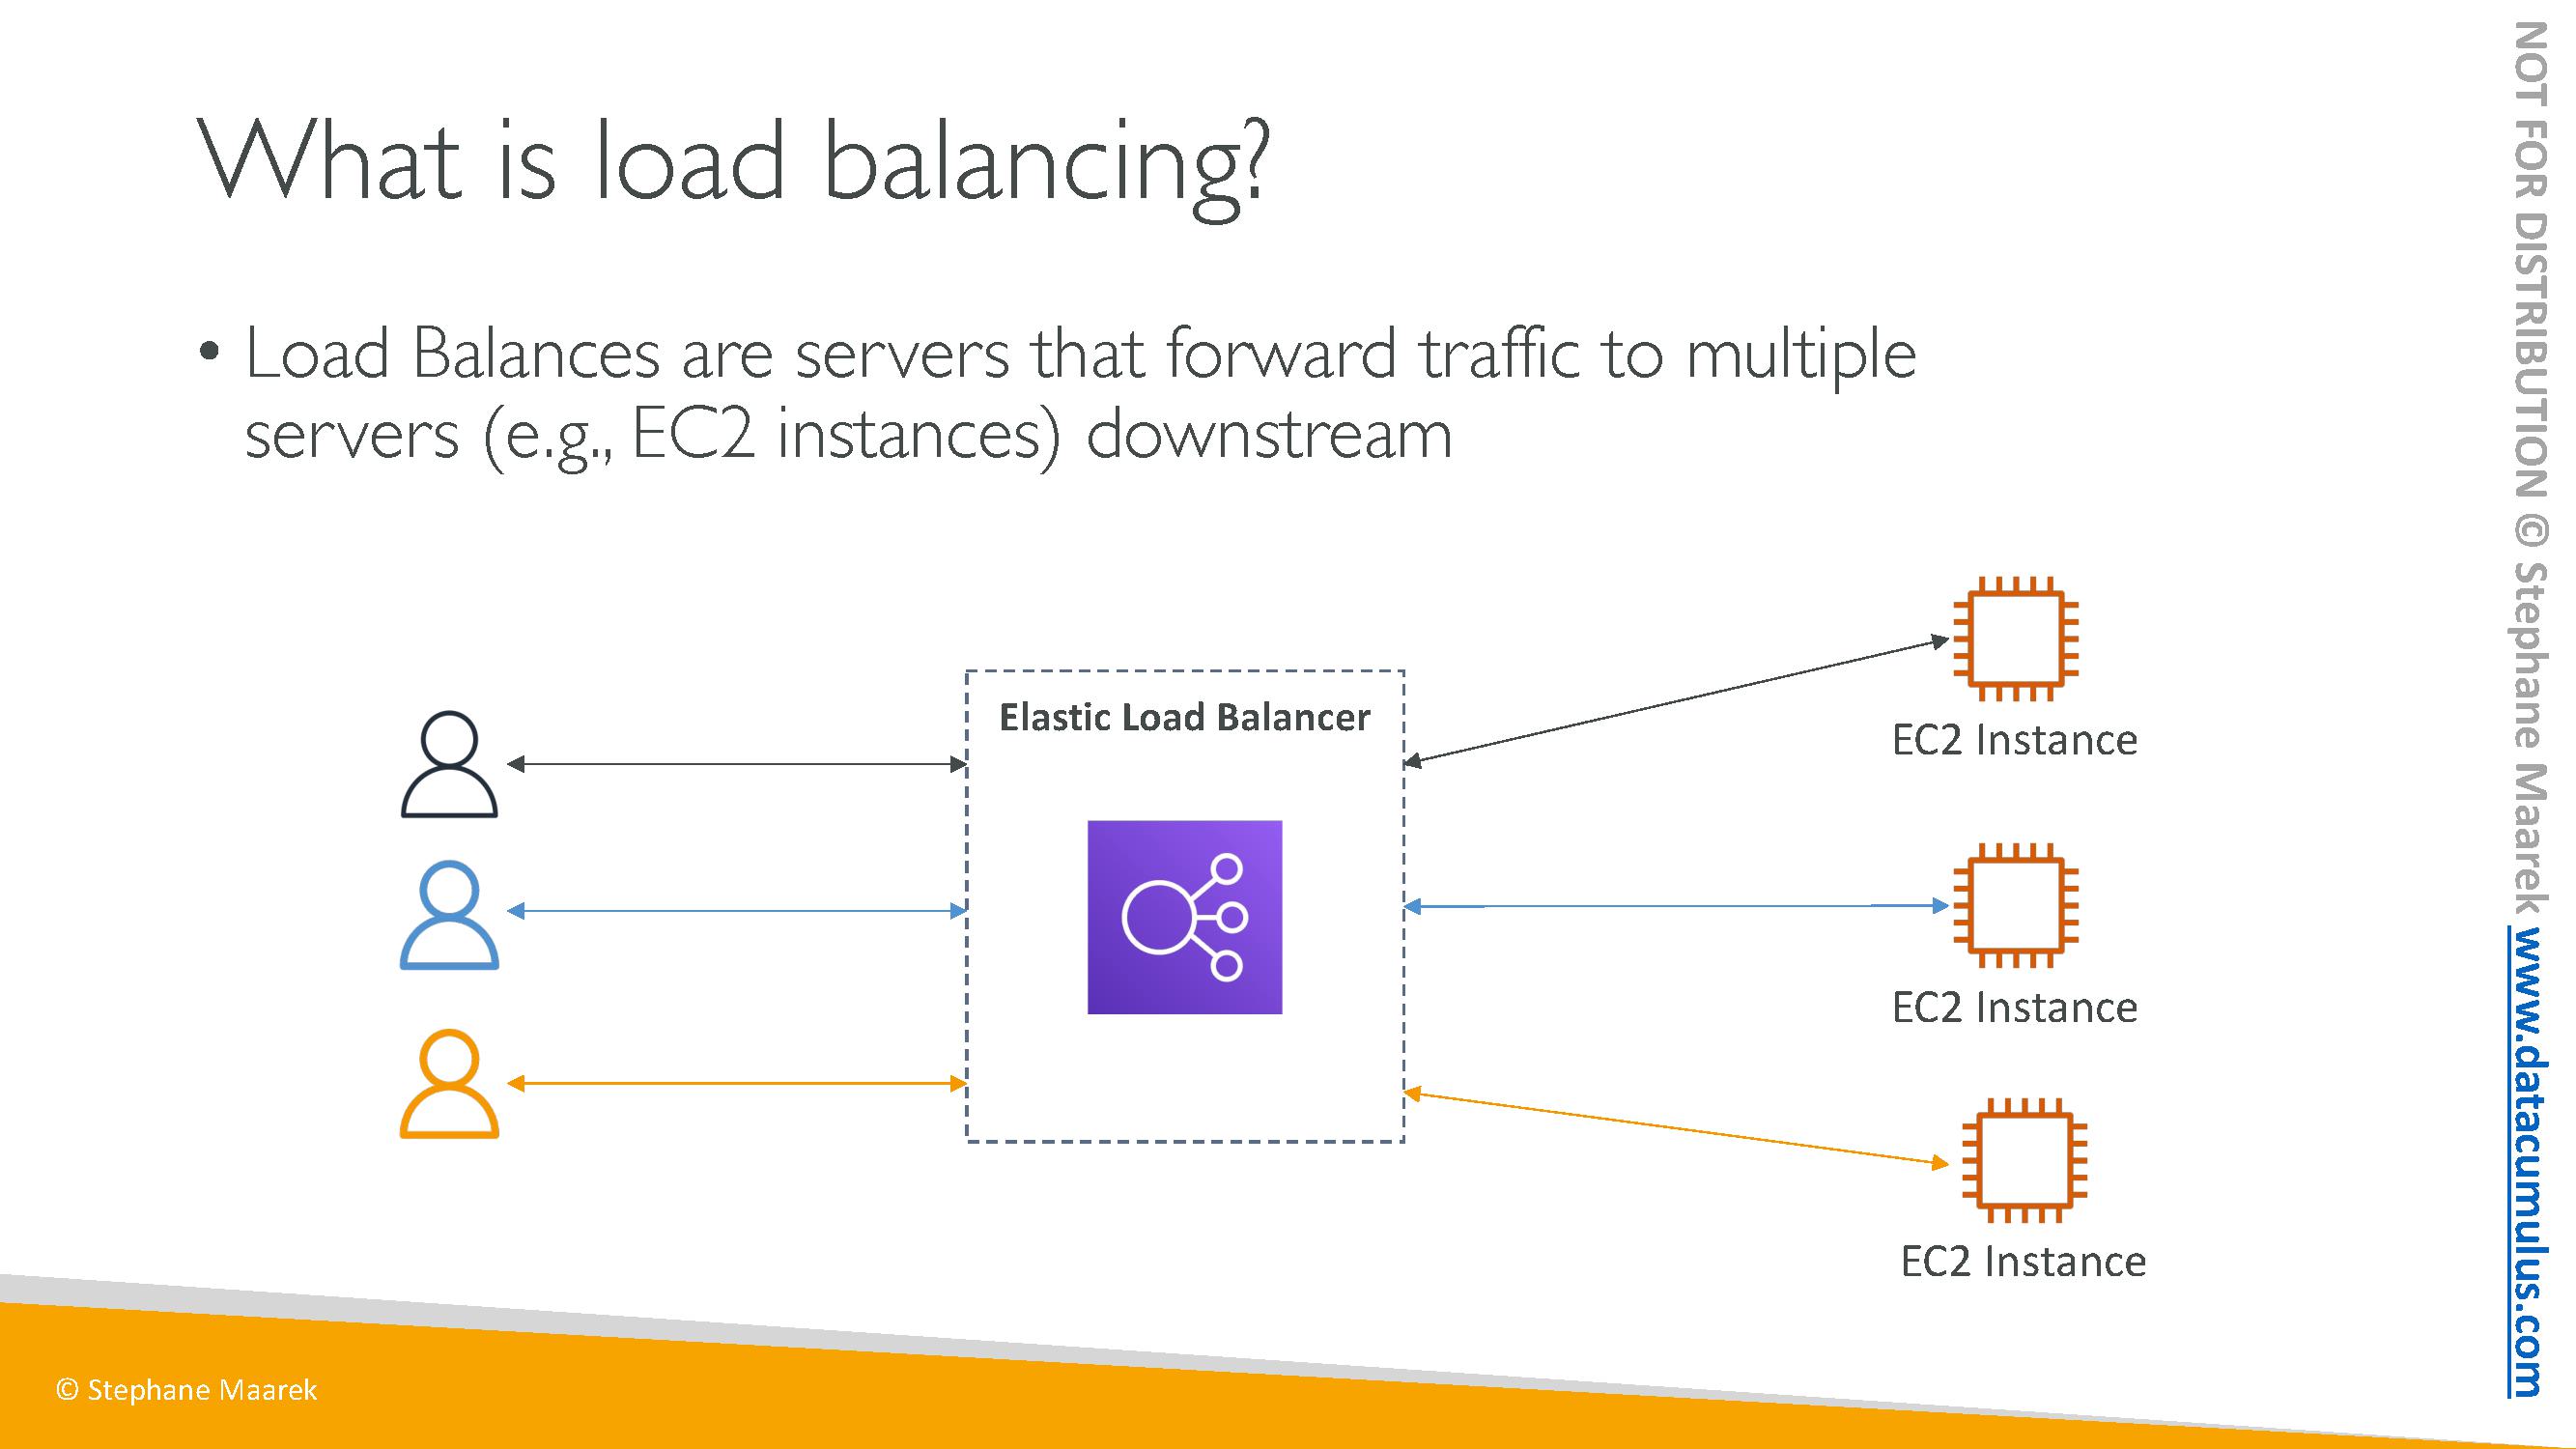 What is load balancing?
• Load Balances are servers that forward traffic to multiple
servers (e.g., EC2 instances) downstream
Elastic Load Balancer
EC2 Instance
EC2 Instance
EC2 Instance
© Stephane Maarek
NOT FOR DISTRIBUTION © Stephane Maarek www.datacumulus.com